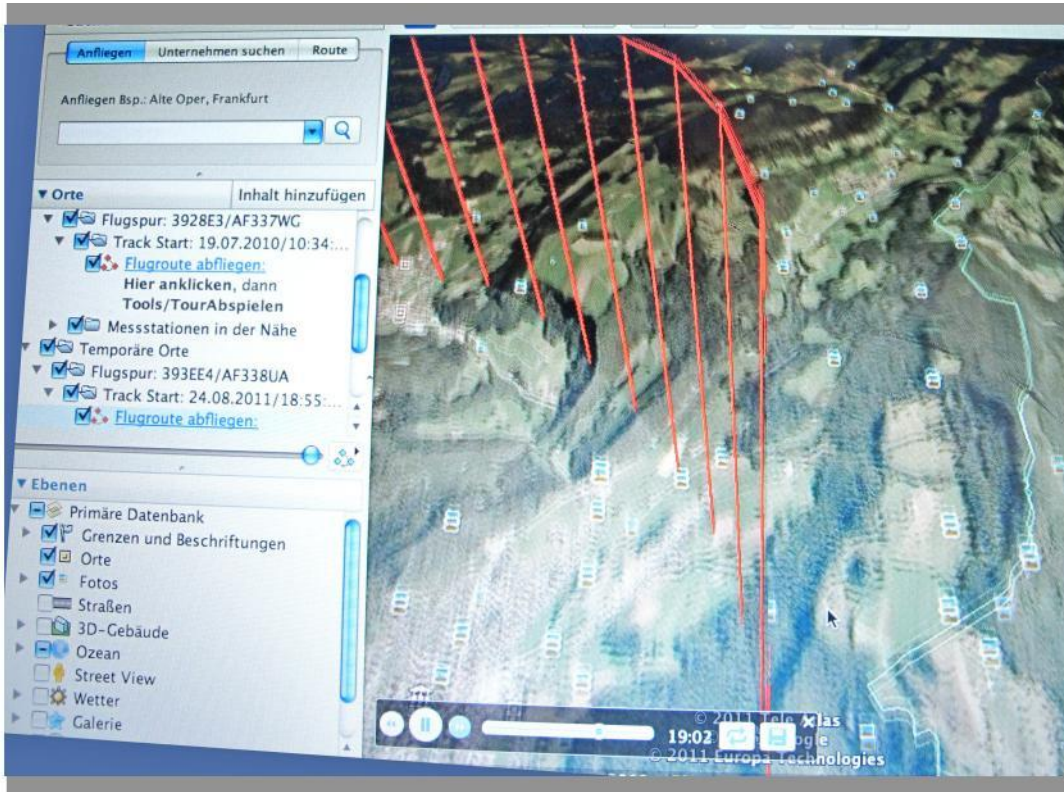 Anfliegen
Unternehmen suchen
Route
Anfliegen Bsp.: Alte Oper, Frankfurt
Orte
Inhalt hinzufügen
Flugspur: 3928E3/AF337WG
Track Start: 19.07.2010/10:34:...
Flugroute abfliegen:
Hier anklicken, dann
Tools/TourAbspielen
Messstationen in der Nähe
Temporäre Orte
Flugspur: 393EE4/AF338UA
Track Start: 24.08.2011/18:55:...
Flugroute abfliegen:
Ebenen
Primäre Datenbank
Grenzen und Beschriftungen
Orte
Fotos
Straßen
3D-Gebäude
Ozean
Street View
Wetter
Galerie
19:02
© 2011 Tele Atlas
© 2011 Europa Technologies